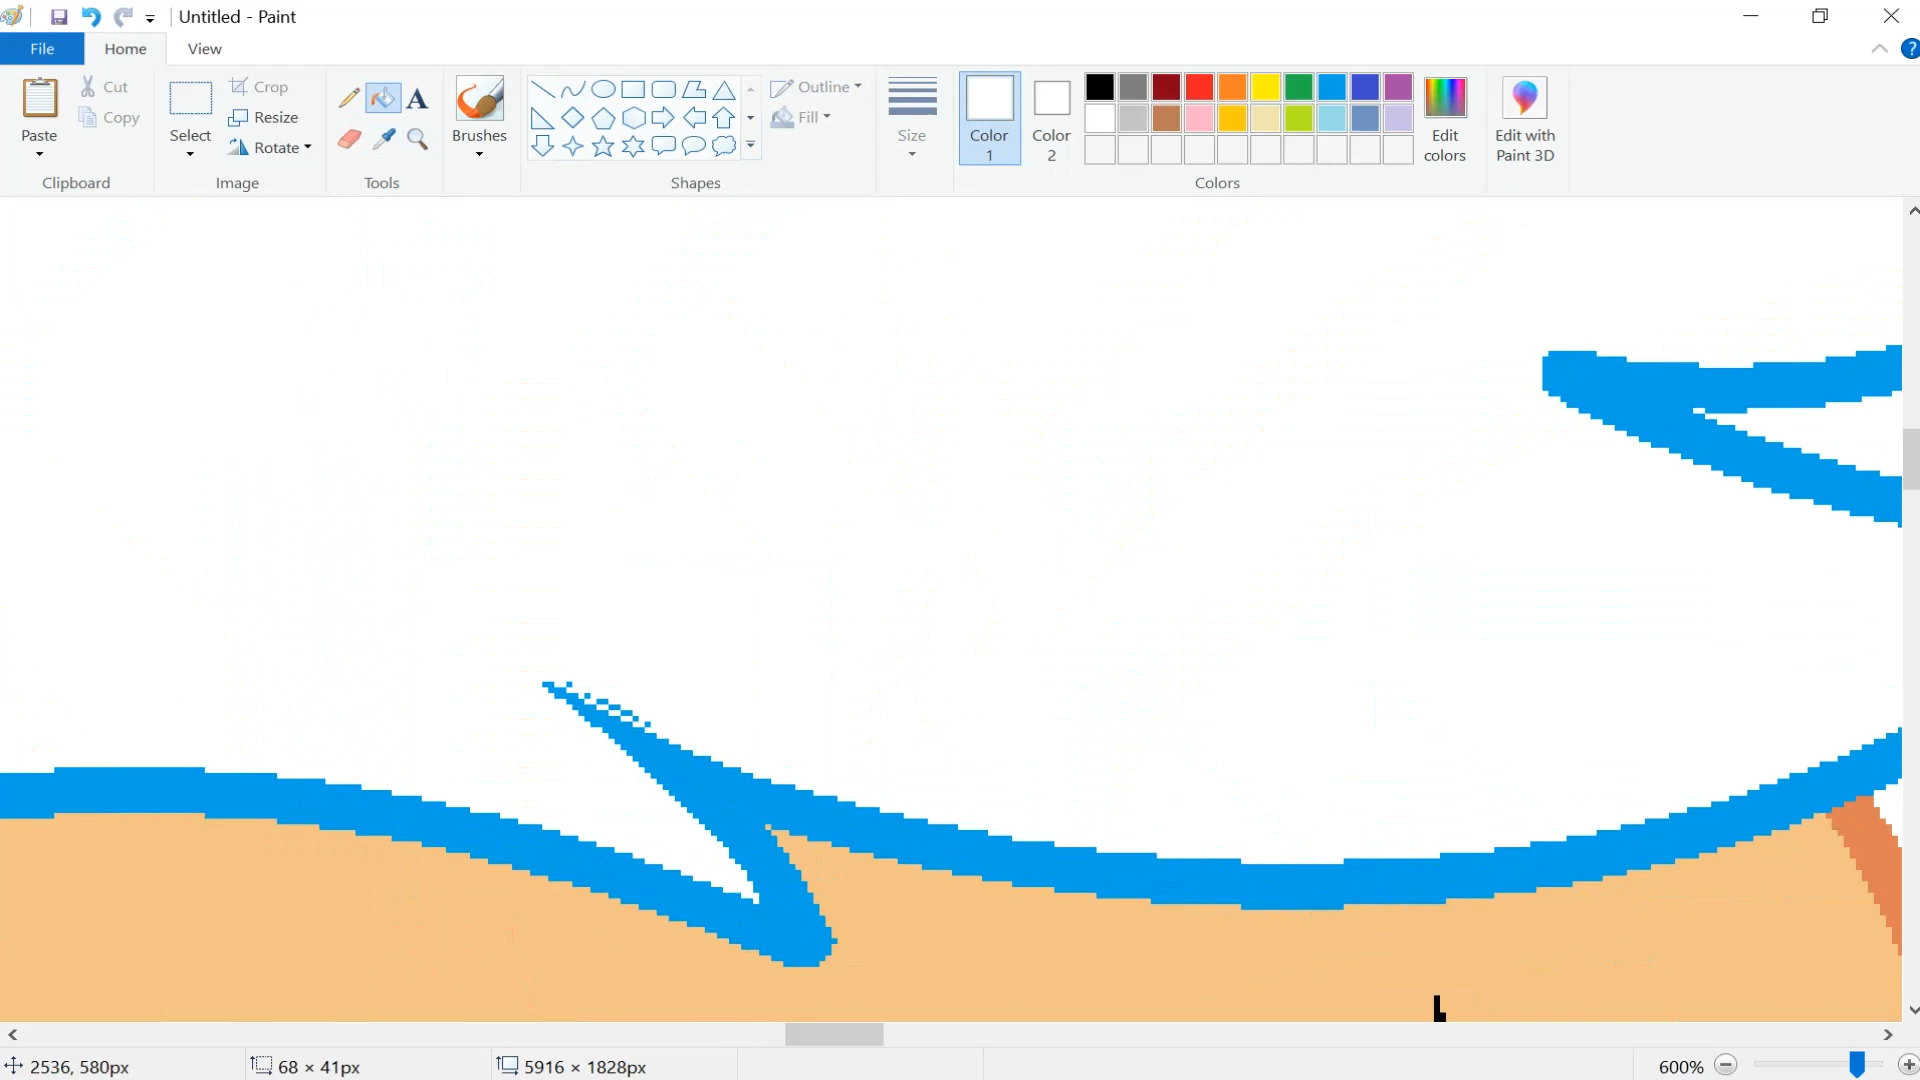 Untitled - Paint
File Home View
Paste
Cut
Copy
Clipboard
Select
Crop
Resize
Rotate
Image
A
Tools
Brushes
Shapes
Outline
Fill
Size
Color 1
Color 2
Colors
Edit colors
Edit with Paint 3D
?
2536, 580px
68 × 41px
5916 × 1828px
600%